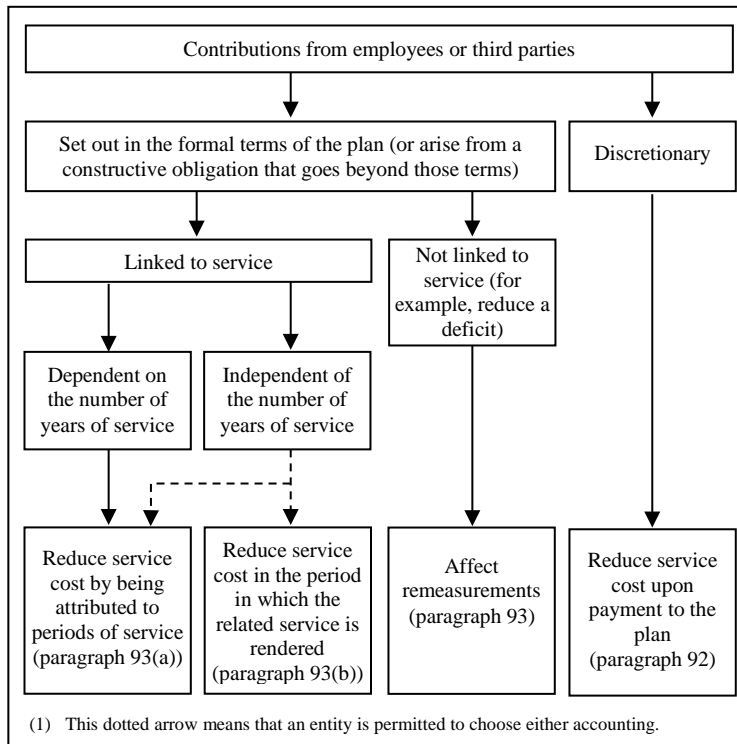 Contributions from employees or third parties
Set out in the formal terms of the plan (or arise from a
constructive obligation that goes beyond those terms)
Discretionary
Linked to service
Not linked to
service (for
example, reduce a
deficit)
Dependent on
the number of
years of service
Independent of
the number of
years of service
Reduce service
cost by being
attributed to
periods of service
(paragraph 93(a))
Reduce service
cost in the period
in which the
related service is
rendered
(paragraph 93(b))
Affect
remeasurements
(paragraph 93)
Reduce service
cost upon
payment to the
plan
(paragraph 92)
(1) This dotted arrow means that an entity is permitted to choose either accounting.